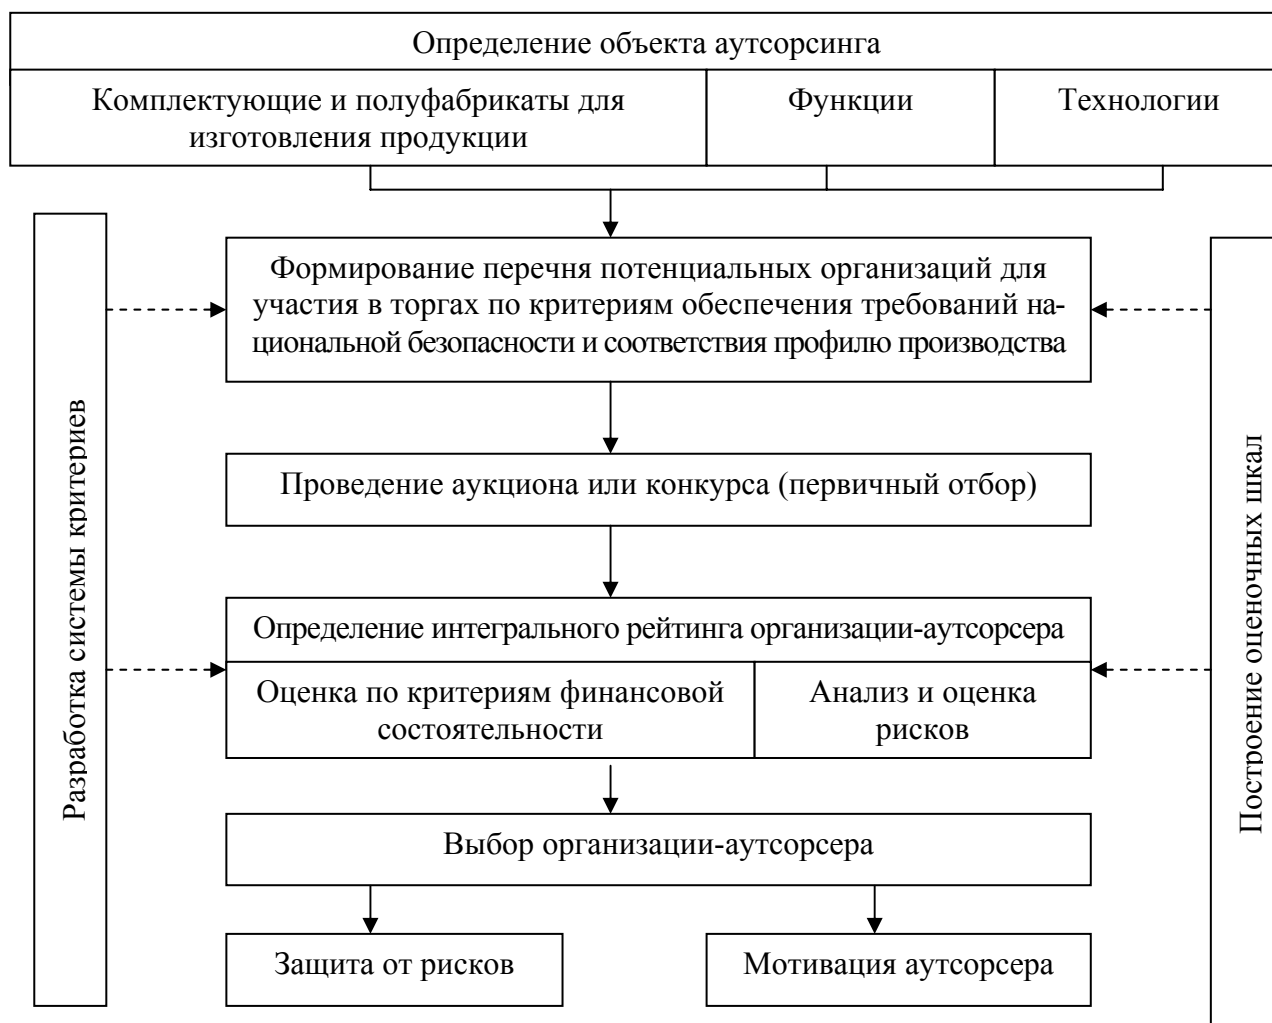 Определение объекта аутсорсинга
Комплектующие и полуфабрикаты для
изготовления продукции
Функции
Технологии
Разработка системы критериев
Формирование перечня потенциальных организаций для
участия в торгах по критериям обеспечения требований на-
циональной безопасности и соответствия профилю производства
Проведение аукциона или конкурса (первичный отбор)
Определение интегрального рейтинга организации-аутсорсера
Оценка по критериям финансовой
состоятельности
Анализ и оценка
рисков
Выбор организации-аутсорсера
Защита от рисков
Мотивация аутсорсера
Построение оценочных шкал